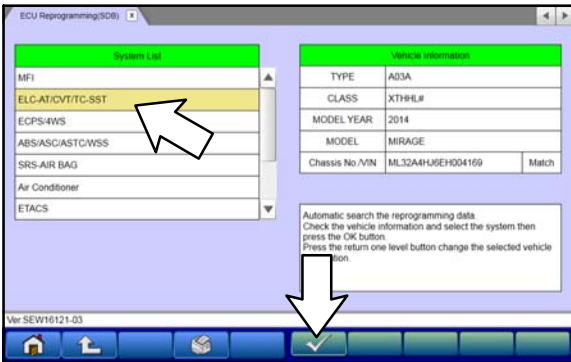 ECU Reprogramming(SDB)
System List
MFI
ELC-AT/CVT/TC-SST
ECPS/4WS
ABS/ASC/ASTC/WSS
SRS-AIR BAG
Air Conditioner
ETACS
Vehicle information
TYPE A03A
CLASS XTHHL#
MODEL YEAR 2014
MODEL MIRAGE
Chassis No./VIN ML32A4HJ6EH004169 Match
Automatic search the reprogramming data.
Check the vehicle information and select the system then
press the OK button.
Press the return one level button change the selected vehicle
Ver.SEW16121-03